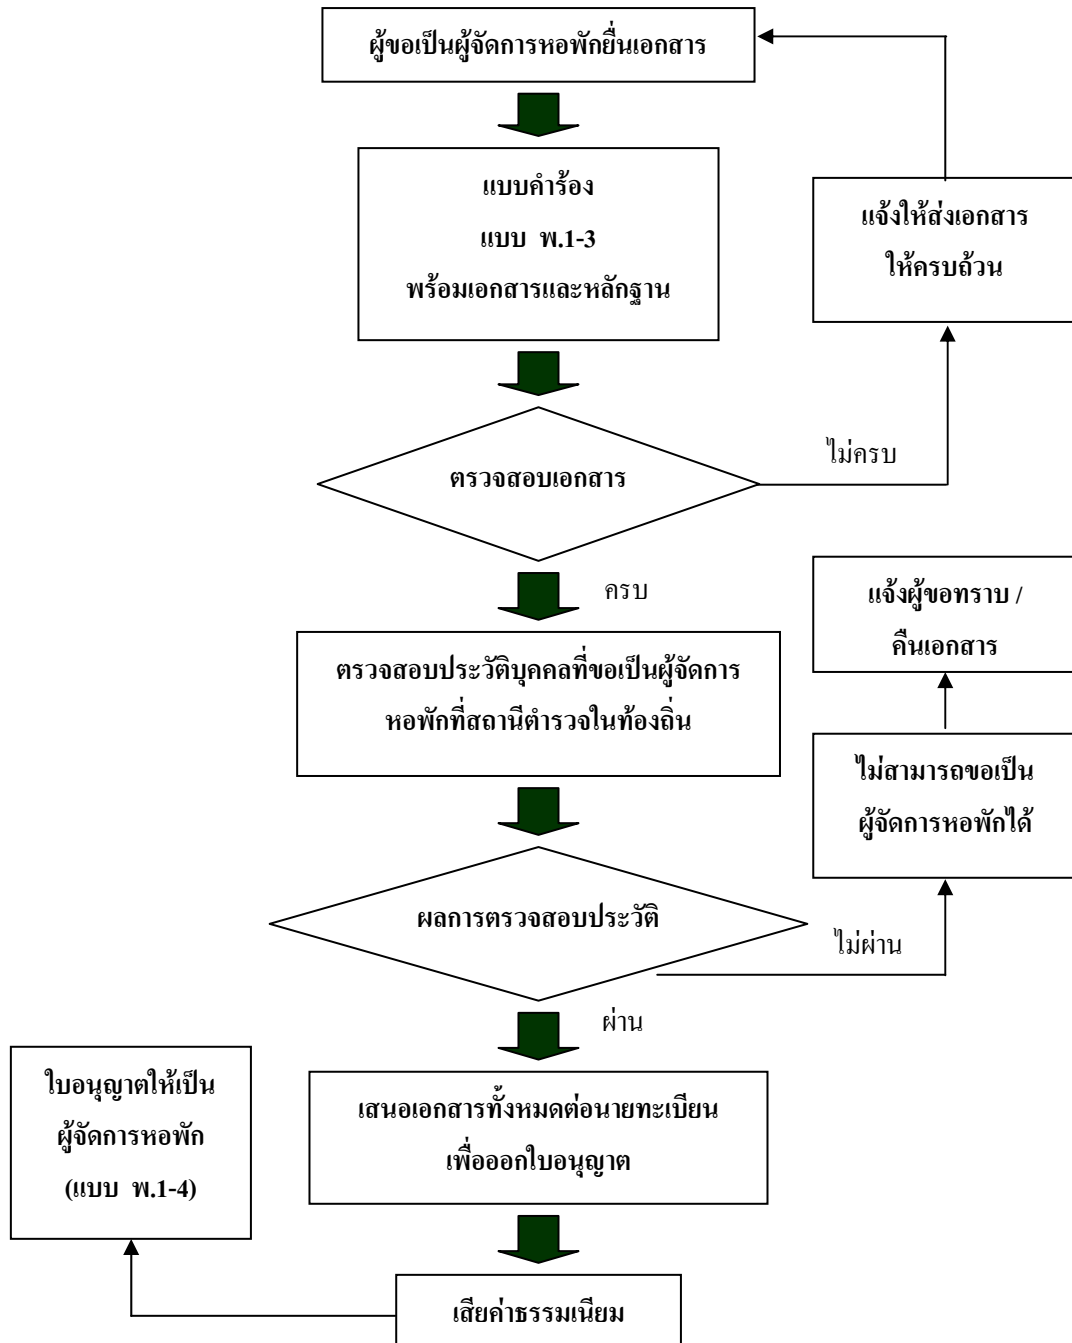 ผู้ขอเป็นผู้จัดการหอพักยื่นเอกสาร
แบบคำร้อง
แบบ พ.1-3
พร้อมเอกสารและหลักฐาน
แจ้งให้ส่งเอกสาร
ให้ครบถ้วน
ตรวจสอบเอกสาร
ไม่ครบ
ครบ
ตรวจสอบประวัติบุคคลที่ขอเป็นผู้จัดการ
หอพักที่สถานีตำรวจในท้องถิ่น
แจ้งผู้ขอทราบ /
คืนเอกสาร
ไม่สามารถขอเป็น
ผู้จัดการหอพักได้
ผลการตรวจสอบประวัติ
ไม่ผ่าน
ผ่าน
เสนอเอกสารทั้งหมดต่อนายทะเบียน
เพื่อออกใบอนุญาต
ใบอนุญาตให้เป็น
ผู้จัดการหอพัก
(แบบ พ.1-4)
เสียค่าธรรมเนียม